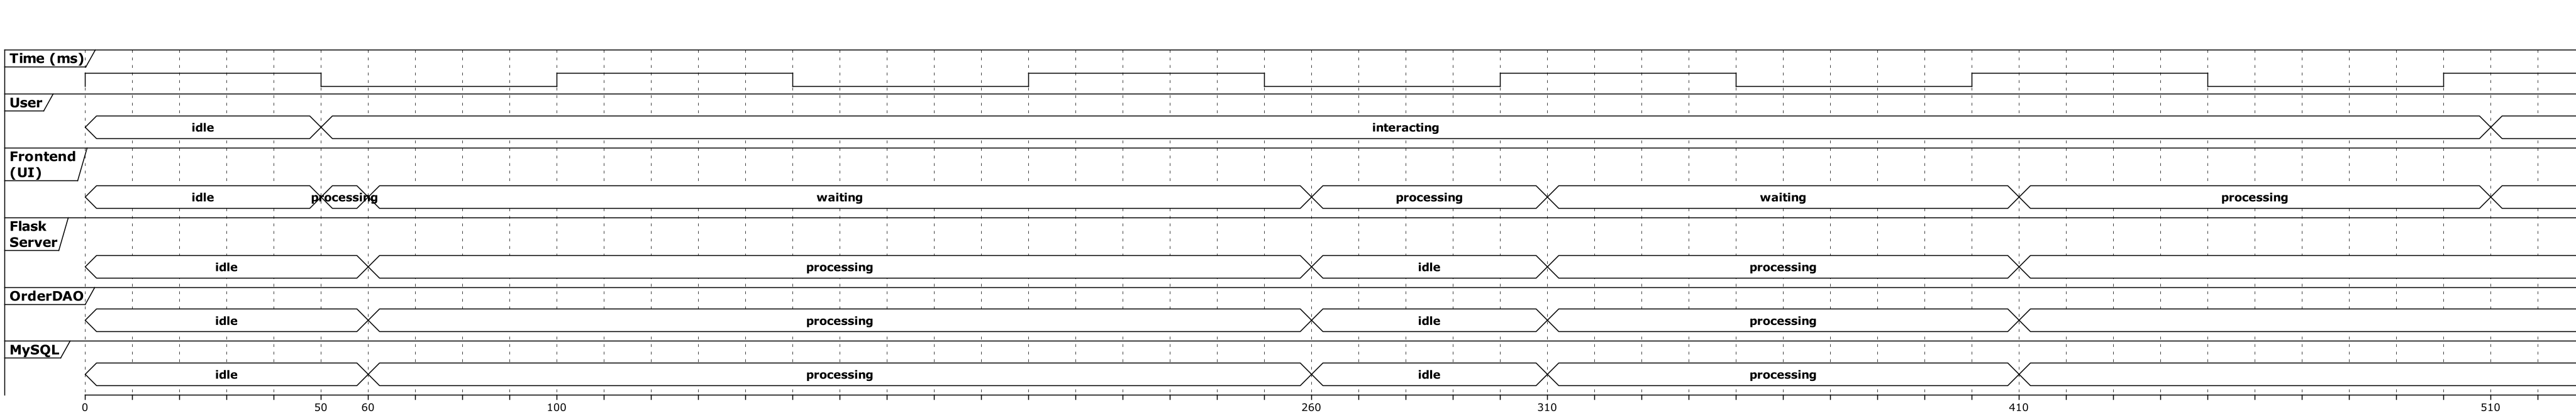 Time (ms)
User
idle interacting
Frontend
(UI)
idle processing waiting processing waiting processing
Flask
Server
idle processing idle processing
OrderDAO
idle processing idle processing
MySQL
idle processing idle processing
0 50 60 100 260 310 410 510